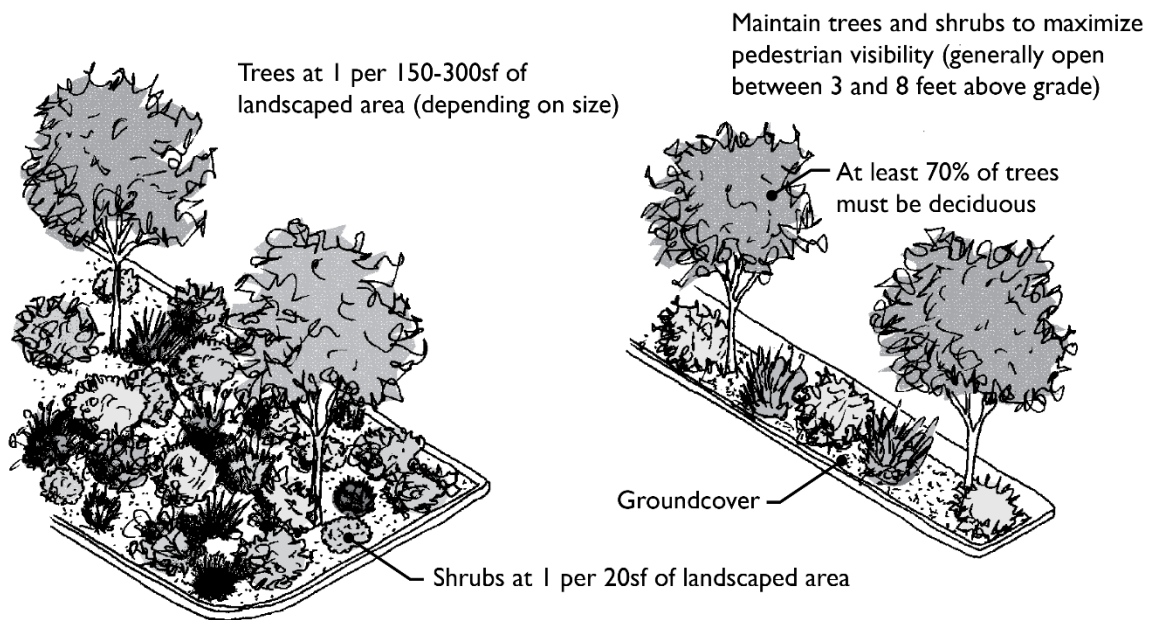 Trees at 1 per 150-300sf of
landscaped area (depending on size)
Maintain trees and shrubs to maximize
pedestrian visibility (generally open
between 3 and 8 feet above grade)
At least 70% of trees
must be deciduous
Groundcover
Shrubs at 1 per 20sf of landscaped area